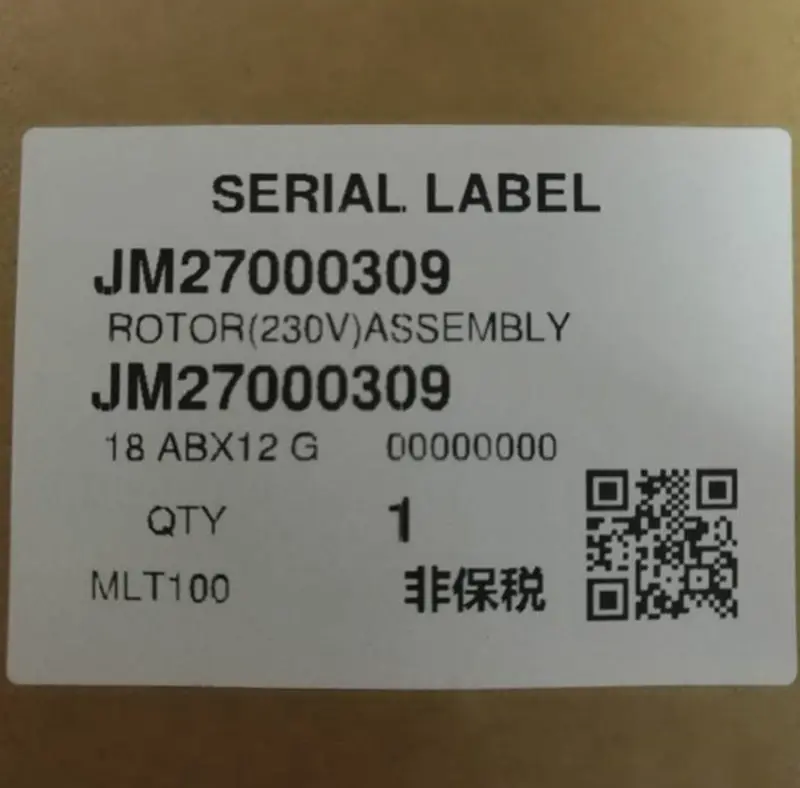 SERIAL LABEL
JM27000309
ROTOR(230V)ASSEMBLY
JM27000309
18 ABX12 G 00000000
QTY 1
MLT100 非保税